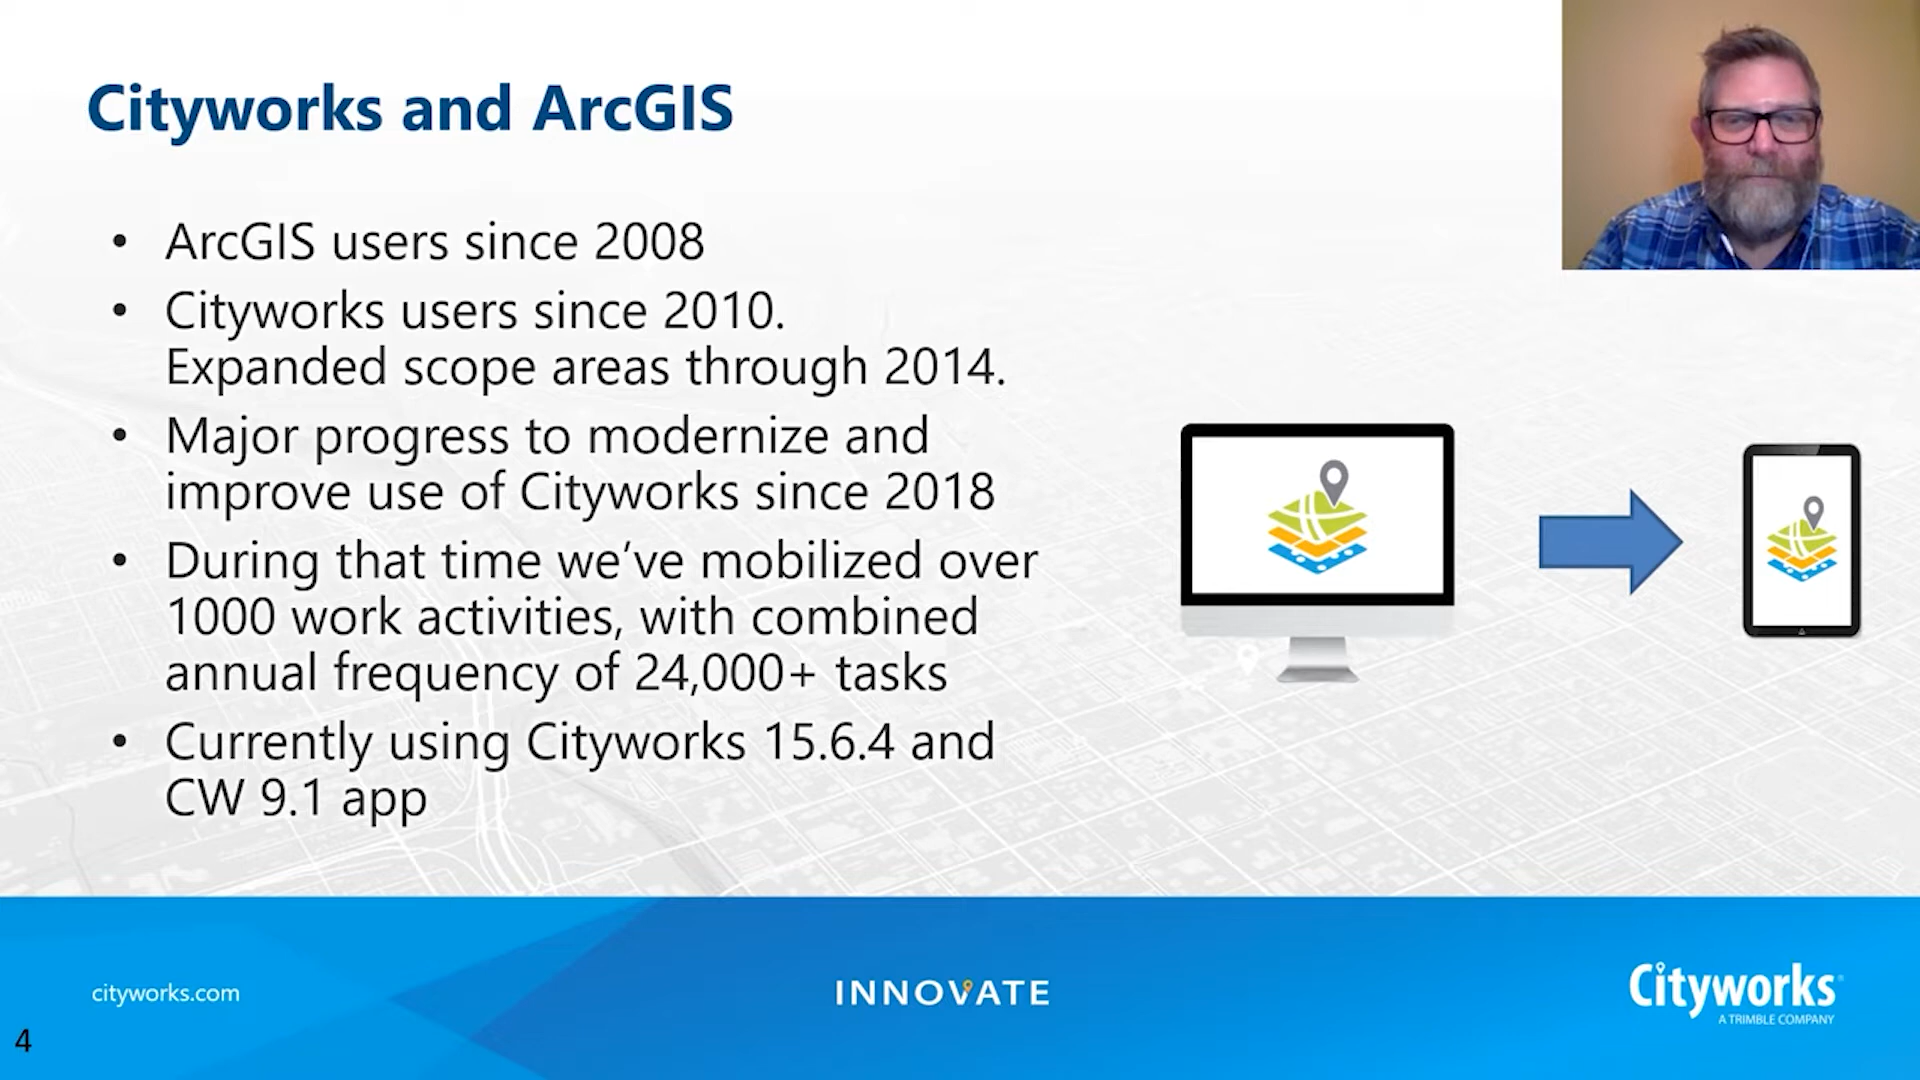 Cityworks and ArcGIS
• ArcGIS users since 2008
• Cityworks users since 2010.
Expanded scope areas through 2014.
• Major progress to modernize and
improve use of Cityworks since 2018
• During that time we’ve mobilized over
1000 work activities, with combined
annual frequency of 24,000+ tasks
• Currently using Cityworks 15.6.4 and
CW 9.1 app
cityworks.com
INNOVATE
Cityworks®
A TRIMBLE COMPANY
4